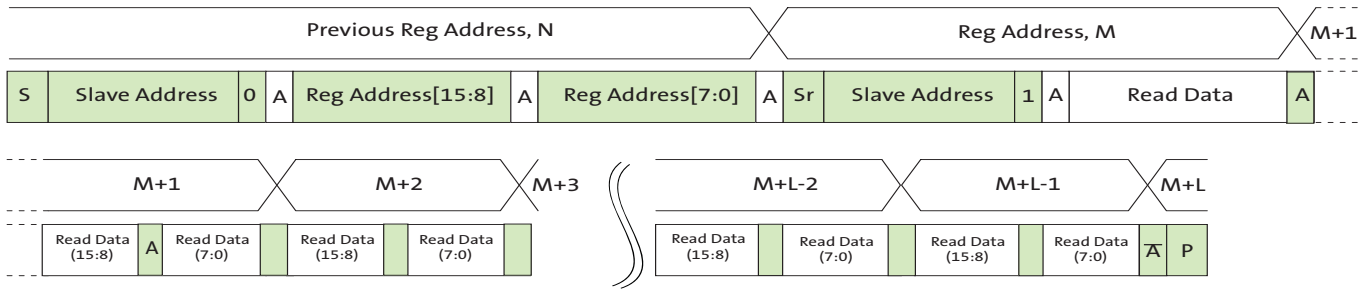 Previous Reg Address, N Reg Address, M M+1
S Slave Address 0 A Reg Address[15:8] A Reg Address[7:0] A Sr Slave Address 1 A Read Data A
M+1 M+2 M+3 M+L-2 M+L-1 M+L
Read Data A Read Data Read Data Read Data Read Data Read Data Read Data Read Data A̅ P
(15:8) (7:0) (15:8) (7:0) (15:8) (7:0) (15:8) (7:0)